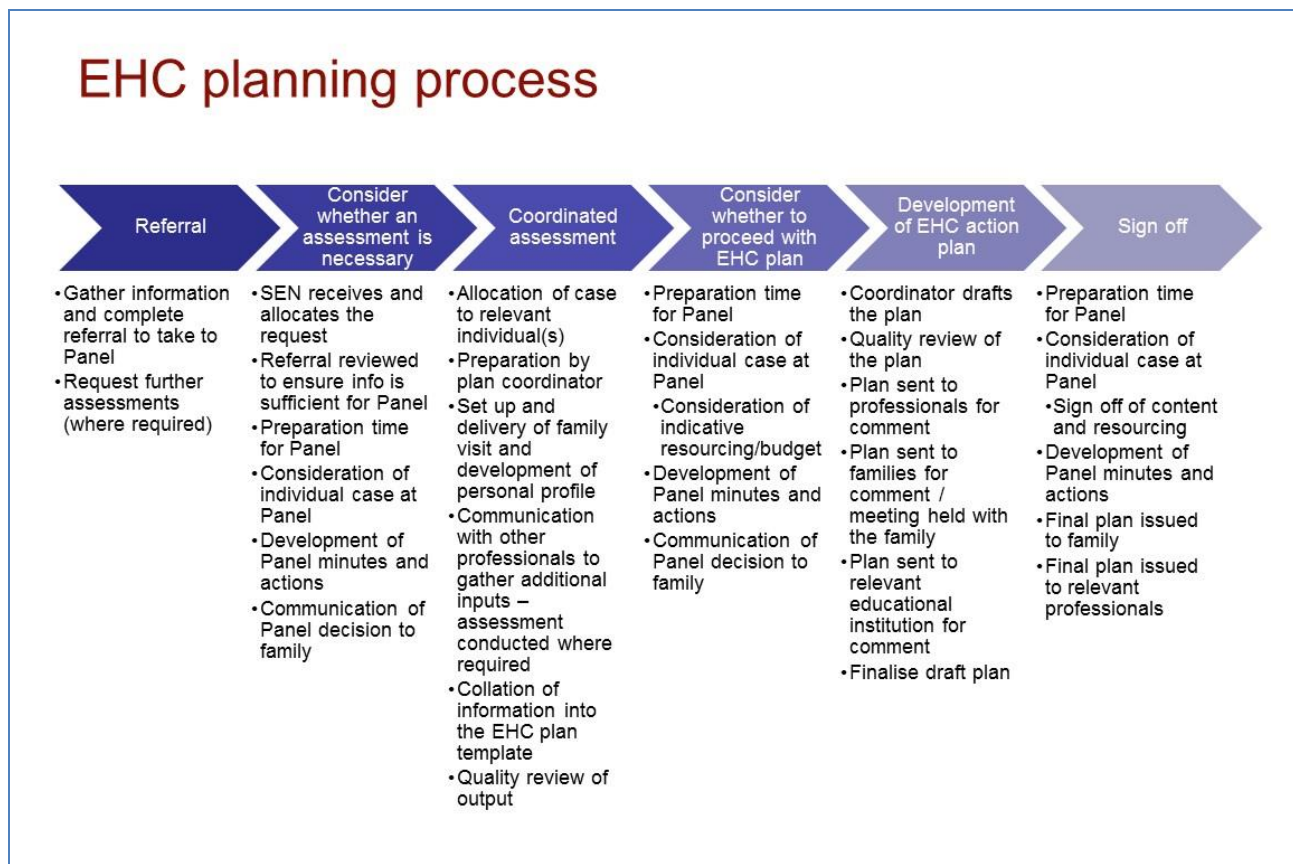 EHC planning process
Referral
Consider
whether an
assessment is
necessary
Coordinated
assessment
Consider
whether to
proceed with
EHC plan
Development
of EHC action
plan
Sign off
•Gather information
and complete
referral to take to
Panel
•Request further
assessments
(where required)
•SEN receives and
allocates the
request
•Referral reviewed
to ensure info is
sufficient for Panel
•Preparation time
for Panel
•Consideration of
individual case at
Panel
•Development of
Panel minutes and
actions
•Communication of
Panel decision to
family
•Allocation of case
to relevant
individual(s)
•Preparation by
plan coordinator
•Set up and
delivery of family
visit and
development of
personal profile
•Communication
with other
professionals to
gather additional
inputs –
assessment
conducted where
required
•Collation of
information into
the EHC plan
template
•Quality review of
output
•Preparation time
for Panel
•Consideration of
individual case at
Panel
•Consideration of
indicative
resourcing/budget
•Development of
Panel minutes and
actions
•Communication of
Panel decision to
family
•Coordinator drafts
the plan
•Quality review of
the plan
•Plan sent to
professionals for
comment
•Plan sent to
families for
comment /
meeting held with
the family
•Plan sent to
relevant
educational
institution for
comment
•Finalise draft plan
•Preparation time
for Panel
•Consideration of
individual case at
Panel
•Sign off of content
and resourcing
•Development of
Panel minutes and
actions
•Final plan issued
to family
•Final plan issued
to relevant
professionals